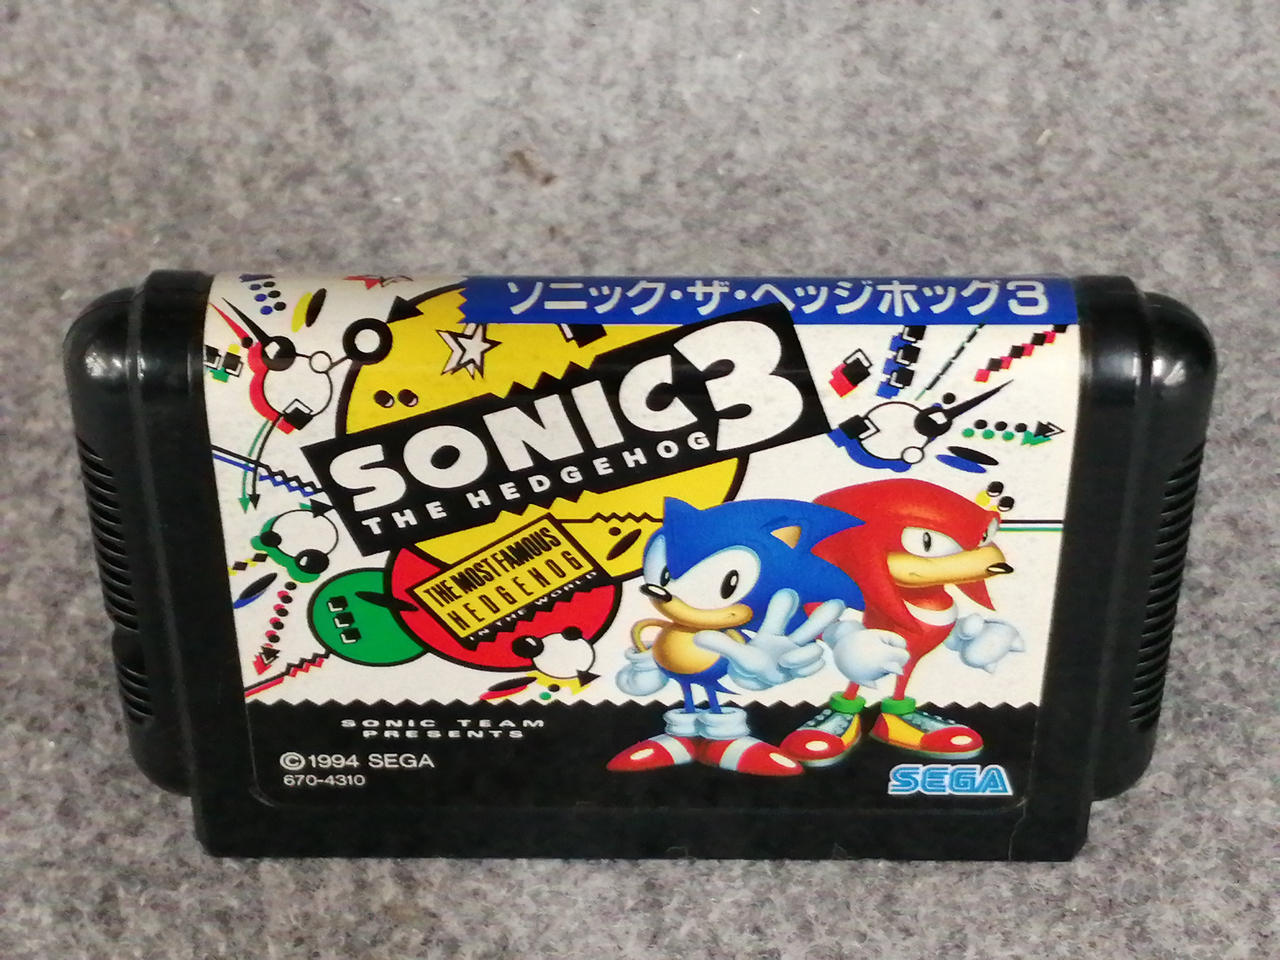 ソニック・ザ・ヘッジホッグ3
SONIC 3
THE HEDGEHOG
THE MOST FAMOUS
HEDGEHOG
IN THE WORLD
SONIC TEAM
PRESENTS
©1994 SEGA
670-4310
SEGA